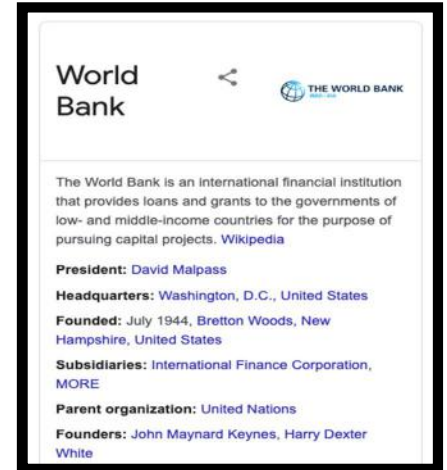 World
Bank
THE WORLD BANK
The World Bank is an international financial institution
that provides loans and grants to the governments of
low- and middle-income countries for the purpose of
pursuing capital projects. Wikipedia
President: David Malpass
Headquarters: Washington, D.C., United States
Founded: July 1944, Bretton Woods, New
Hampshire, United States
Subsidiaries: International Finance Corporation,
MORE
Parent organization: United Nations
Founders: John Maynard Keynes, Harry Dexter
White